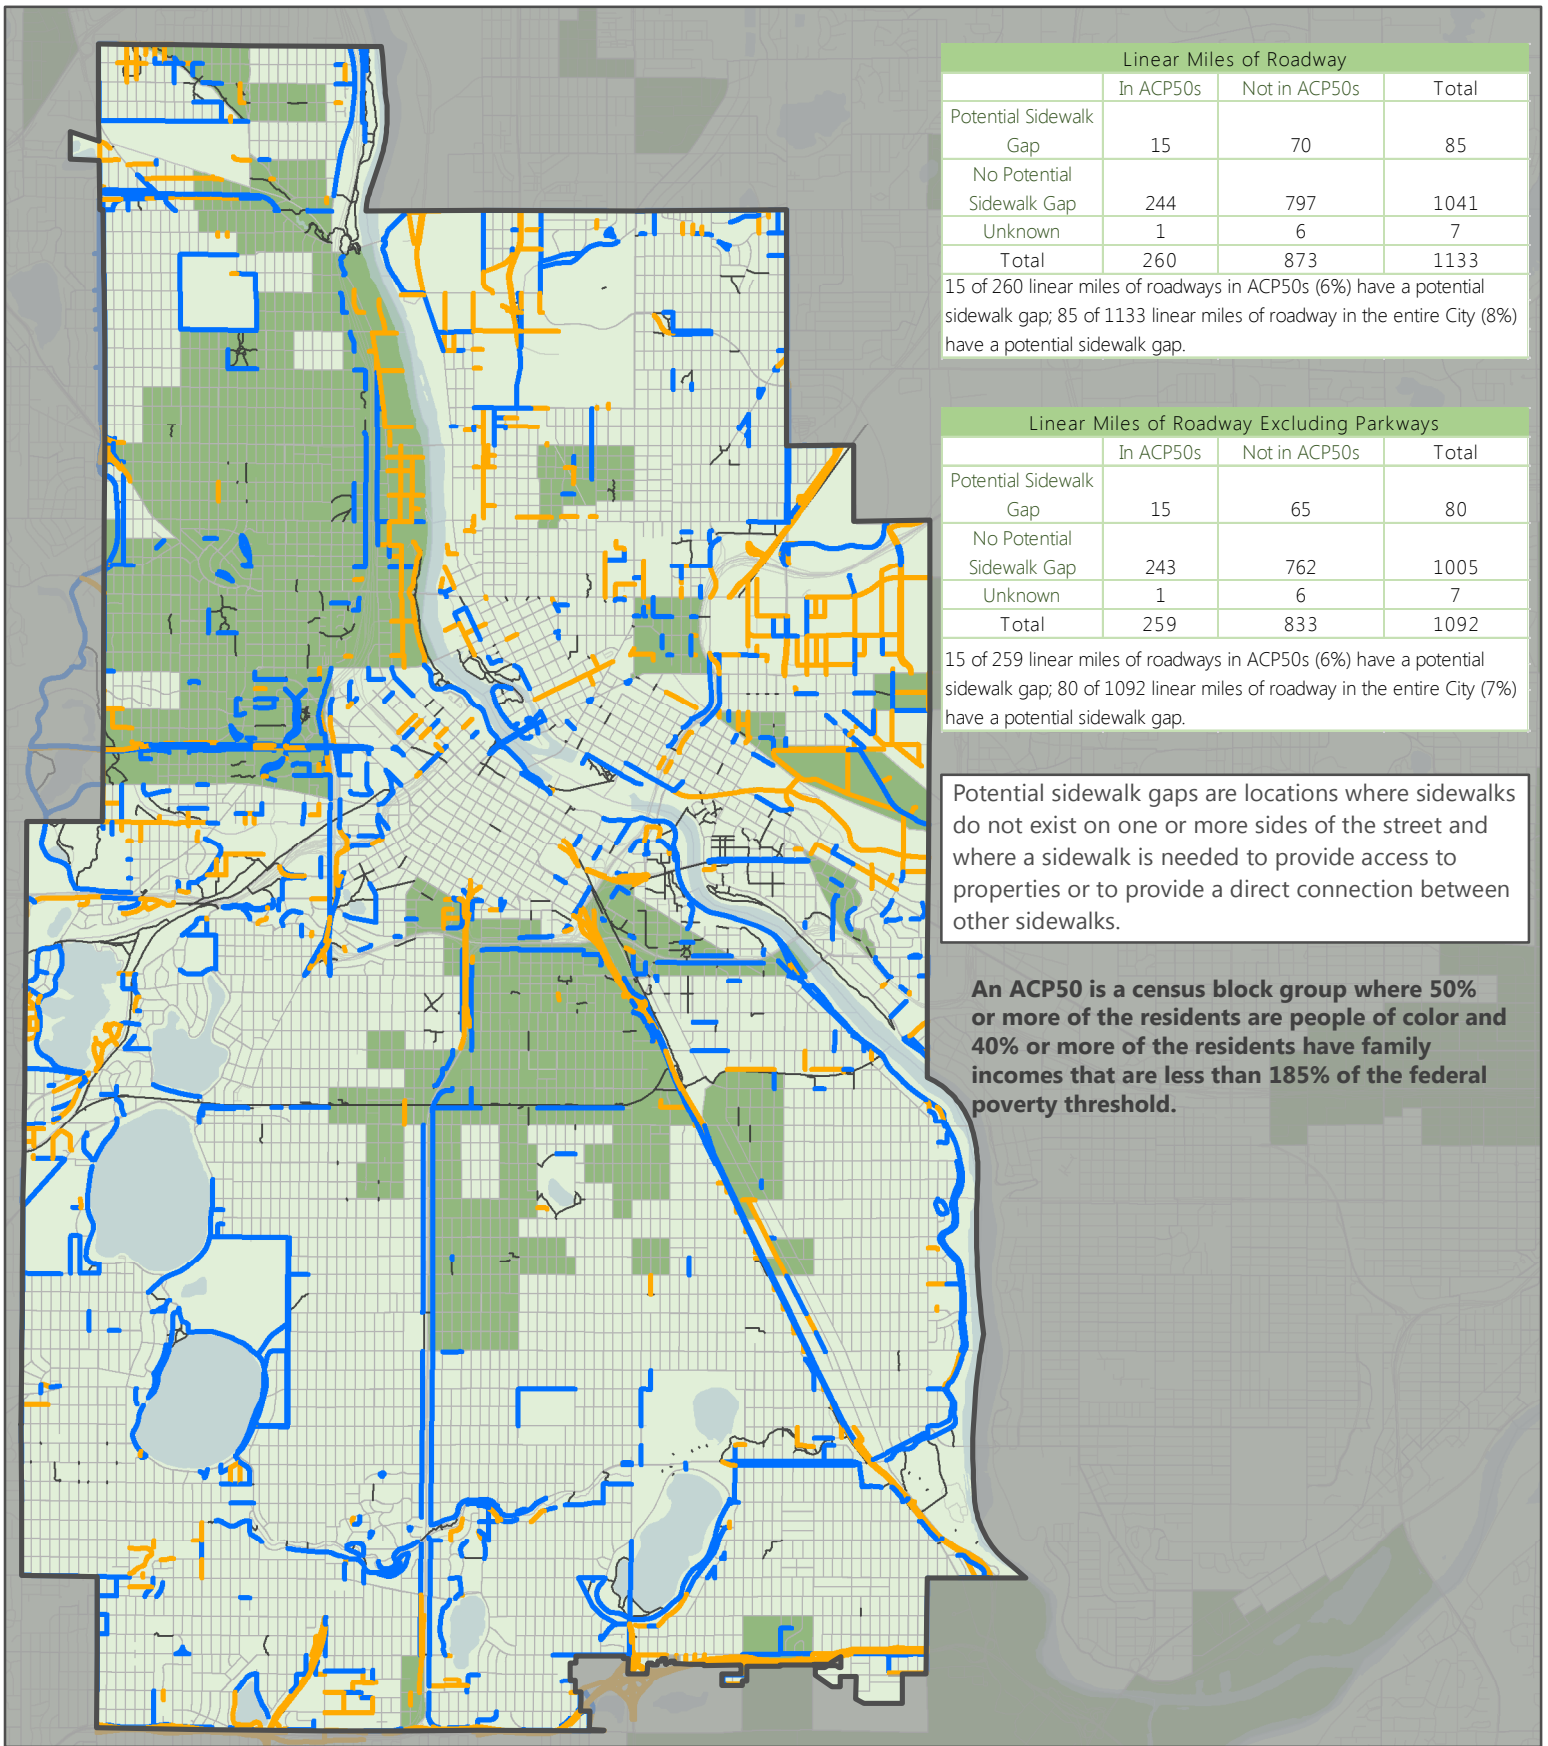 Linear Miles of Roadway
In ACP50s Not in ACP50s Total
Potential Sidewalk
Gap 15 70 85
No Potential
Sidewalk Gap 244 797 1041
Unknown 1 6 7
Total 260 873 1133
15 of 260 linear miles of roadways in ACP50s (6%) have a potential
sidewalk gap; 85 of 1133 linear miles of roadway in the entire City (8%)
have a potential sidewalk gap.
Linear Miles of Roadway Excluding Parkways
In ACP50s Not in ACP50s Total
Potential Sidewalk
Gap 15 65 80
No Potential
Sidewalk Gap 243 762 1005
Unknown 1 6 7
Total 259 833 1092
15 of 259 linear miles of roadways in ACP50s (6%) have a potential
sidewalk gap; 80 of 1092 linear miles of roadway in the entire City (7%)
have a potential sidewalk gap.
Potential sidewalk gaps are locations where sidewalks
do not exist on one or more sides of the street and
where a sidewalk is needed to provide access to
properties or to provide a direct connection between
other sidewalks.
An ACP50 is a census block group where 50%
or more of the residents are people of color and
40% or more of the residents have family
incomes that are less than 185% of the federal
poverty threshold.